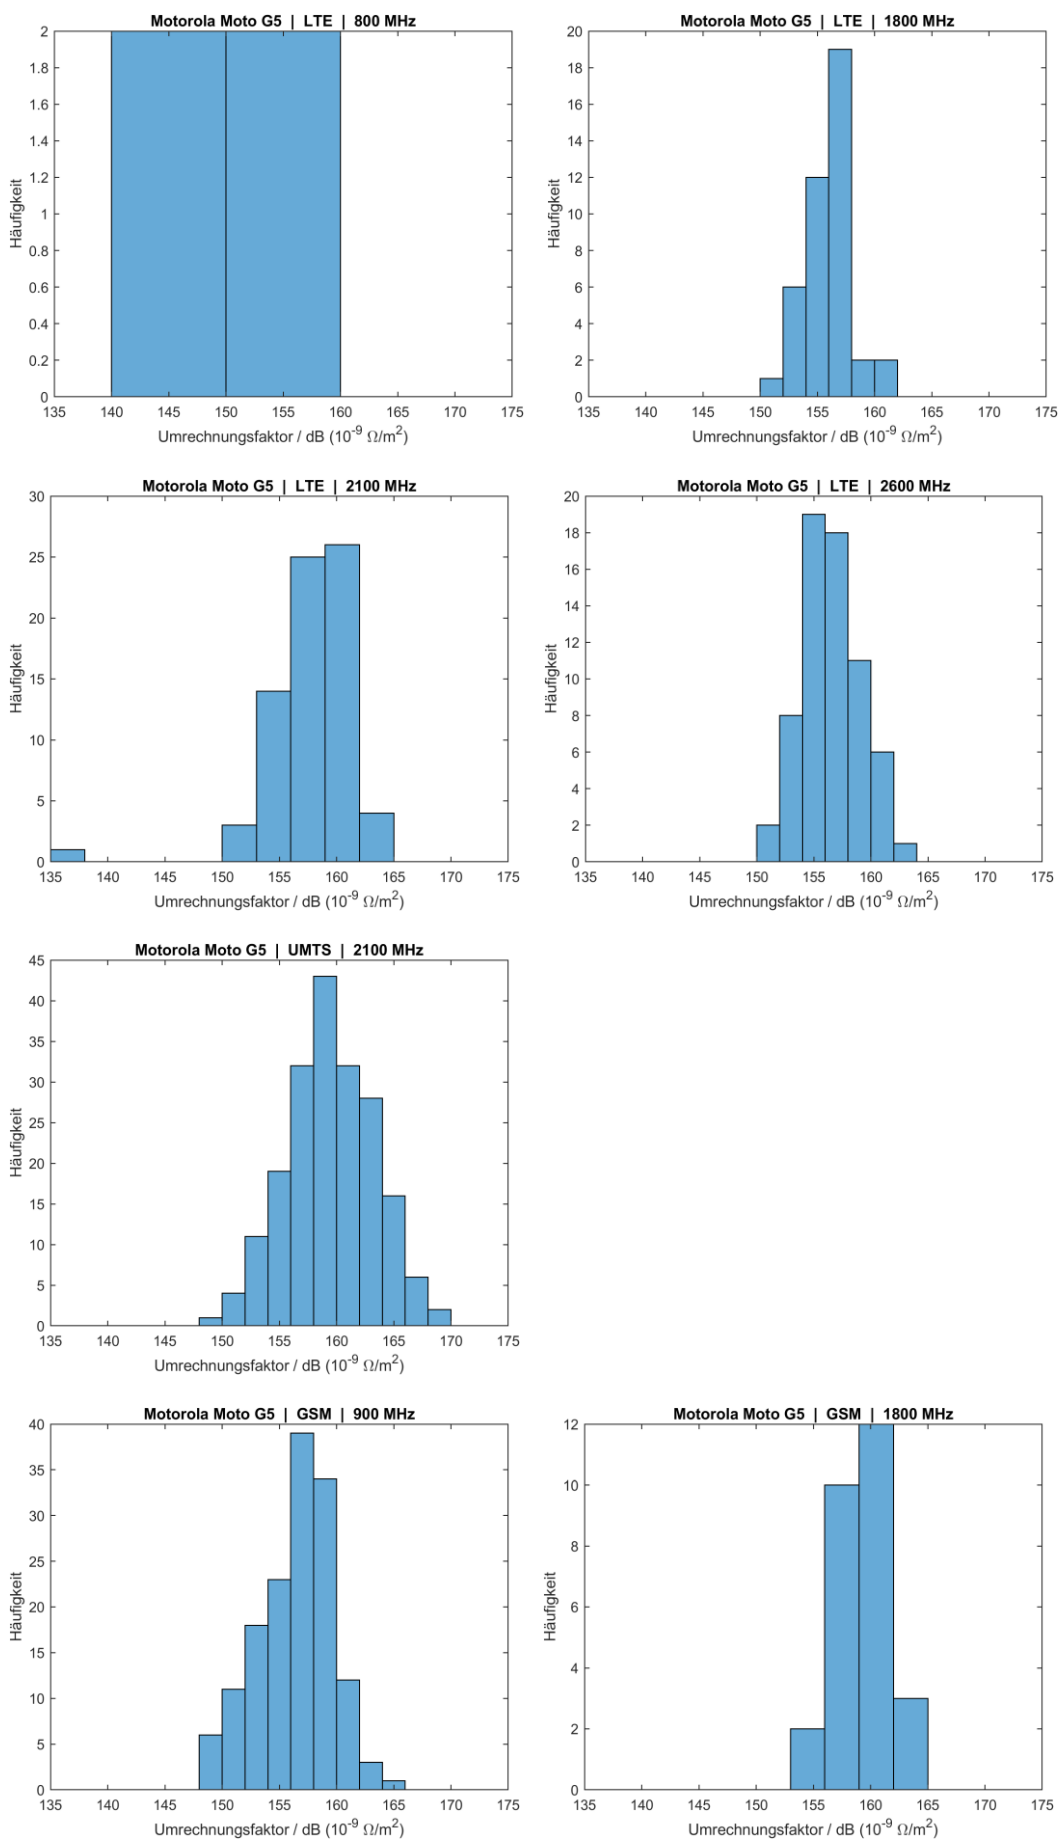 Motorola Moto G5 | LTE | 800 MHz
2
1.8
1.6
1.4
1.2
1
0.8
0.6
0.4
0.2
0
Häufigkeit
135 140 145 150 155 160 165 170 175
Umrechnungsfaktor / dB (10⁻⁹ Ω/m²)
Motorola Moto G5 | LTE | 1800 MHz
20
18
16
14
12
10
8
6
4
2
0
Häufigkeit
135 140 145 150 155 160 165 170 175
Umrechnungsfaktor / dB (10⁻⁹ Ω/m²)
Motorola Moto G5 | LTE | 2100 MHz
30
25
20
15
10
5
0
Häufigkeit
135 140 145 150 155 160 165 170 175
Umrechnungsfaktor / dB (10⁻⁹ Ω/m²)
Motorola Moto G5 | LTE | 2600 MHz
20
18
16
14
12
10
8
6
4
2
0
Häufigkeit
135 140 145 150 155 160 165 170 175
Umrechnungsfaktor / dB (10⁻⁹ Ω/m²)
Motorola Moto G5 | UMTS | 2100 MHz
45
40
35
30
25
20
15
10
5
0
Häufigkeit
135 140 145 150 155 160 165 170 175
Umrechnungsfaktor / dB (10⁻⁹ Ω/m²)
Motorola Moto G5 | GSM | 900 MHz
40
35
30
25
20
15
10
5
0
Häufigkeit
135 140 145 150 155 160 165 170 175
Umrechnungsfaktor / dB (10⁻⁹ Ω/m²)
Motorola Moto G5 | GSM | 1800 MHz
12
10
8
6
4
2
0
Häufigkeit
135 140 145 150 155 160 165 170 175
Umrechnungsfaktor / dB (10⁻⁹ Ω/m²)